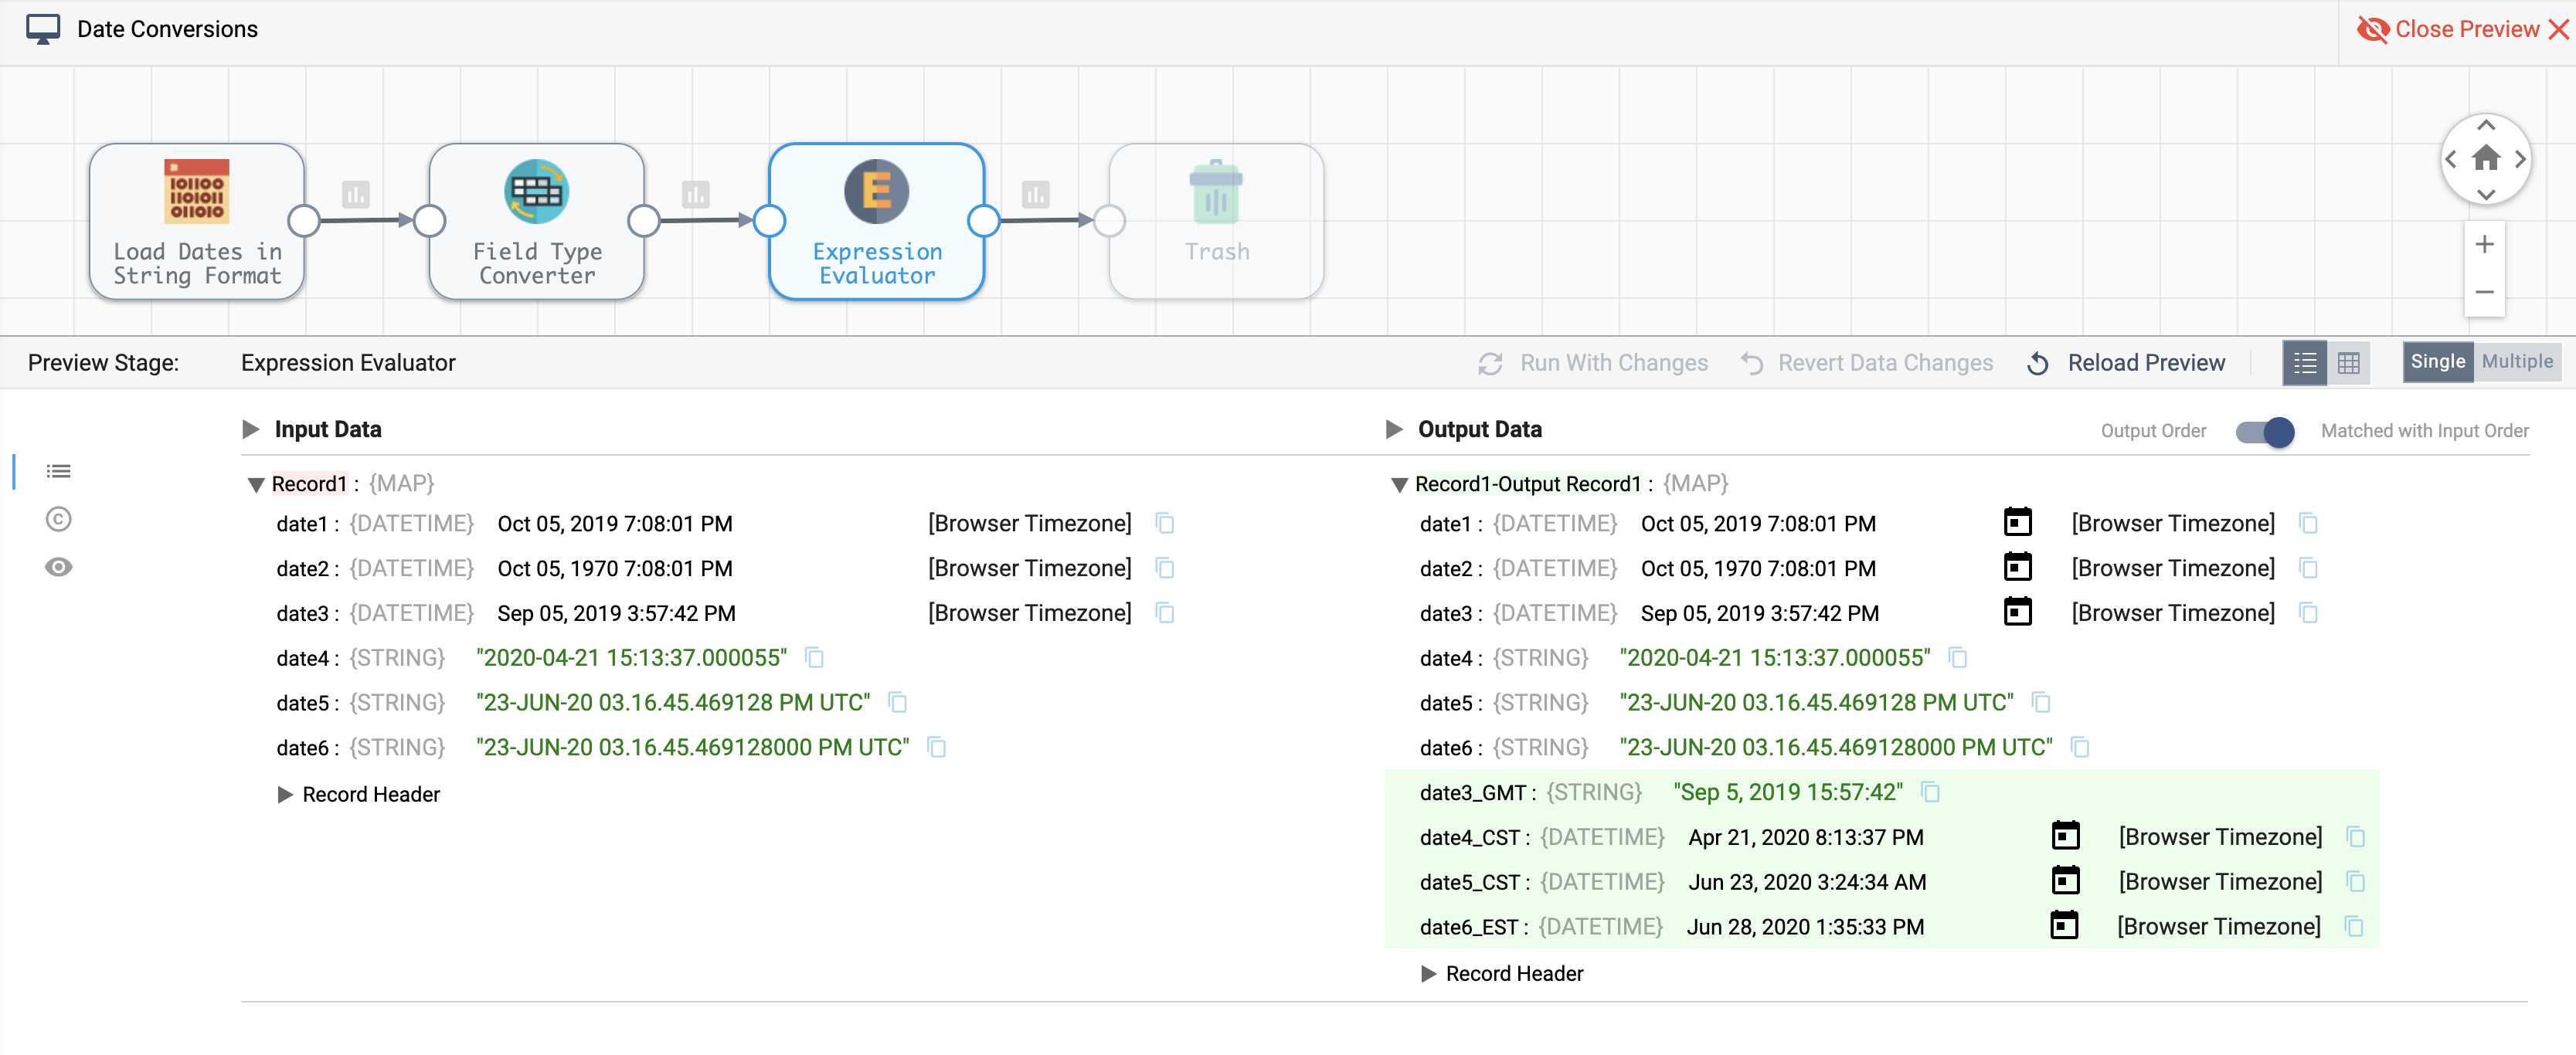 Date Conversions
Close Preview
101100
101011
011010
Load Dates in
String Format
Field Type
Converter
E
Expression
Evaluator
Trash
Preview Stage: Expression Evaluator Run With Changes Revert Data Changes Reload Preview Single Multiple
Input Data
Record1 : {MAP}
date1 : {DATETIME} Oct 05, 2019 7:08:01 PM [Browser Timezone]
date2 : {DATETIME} Oct 05, 1970 7:08:01 PM [Browser Timezone]
date3 : {DATETIME} Sep 05, 2019 3:57:42 PM [Browser Timezone]
date4 : {STRING} "2020-04-21 15:13:37.000055"
date5 : {STRING} "23-JUN-20 03.16.45.469128 PM UTC"
date6 : {STRING} "23-JUN-20 03.16.45.469128000 PM UTC"
Record Header
Output Data Output Order Matched with Input Order
Record1-Output Record1 : {MAP}
date1 : {DATETIME} Oct 05, 2019 7:08:01 PM [Browser Timezone]
date2 : {DATETIME} Oct 05, 1970 7:08:01 PM [Browser Timezone]
date3 : {DATETIME} Sep 05, 2019 3:57:42 PM [Browser Timezone]
date4 : {STRING} "2020-04-21 15:13:37.000055"
date5 : {STRING} "23-JUN-20 03.16.45.469128 PM UTC"
date6 : {STRING} "23-JUN-20 03.16.45.469128000 PM UTC"
date3_GMT : {STRING} "Sep 5, 2019 15:57:42"
date4_CST : {DATETIME} Apr 21, 2020 8:13:37 PM [Browser Timezone]
date5_CST : {DATETIME} Jun 23, 2020 3:24:34 AM [Browser Timezone]
date6_EST : {DATETIME} Jun 28, 2020 1:35:33 PM [Browser Timezone]
Record Header